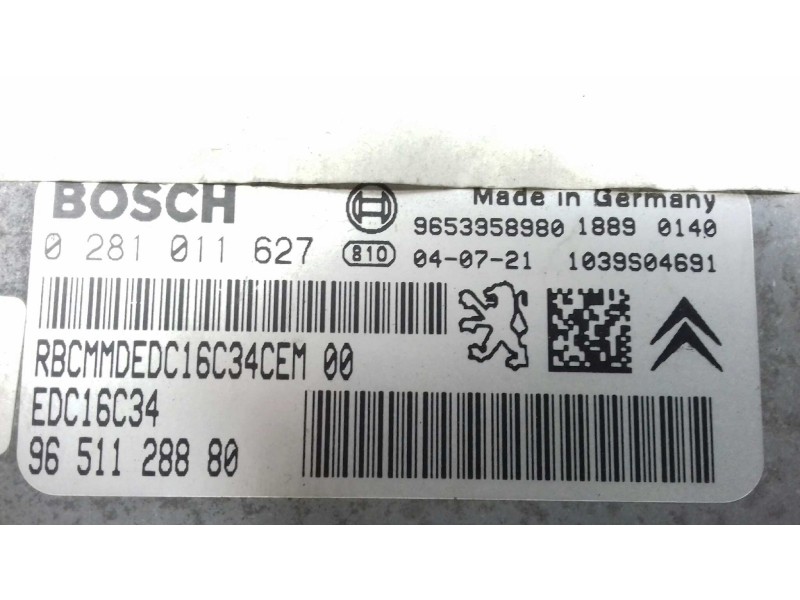 BOSCH
Made in Germany
0 281 011 627
9653958980 1889 0140
810 04-07-21 1039S04691
RBCMMDEDC16C34CEM 00
EDC16C34
96 511 288 80